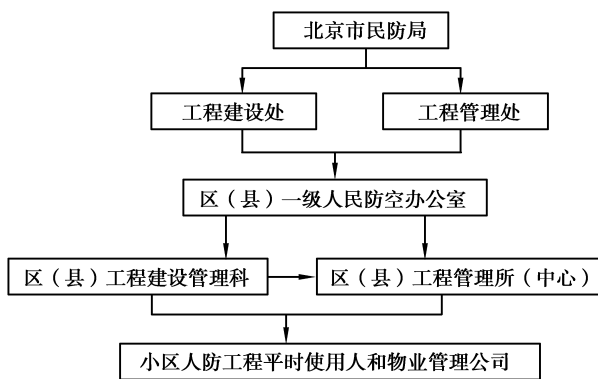 北京市民防局
工程建设处
工程管理处
区（县）一级人民防空办公室
区（县）工程建设管理科
区（县）工程管理所（中心）
小区人防工程平时使用人和物业管理公司